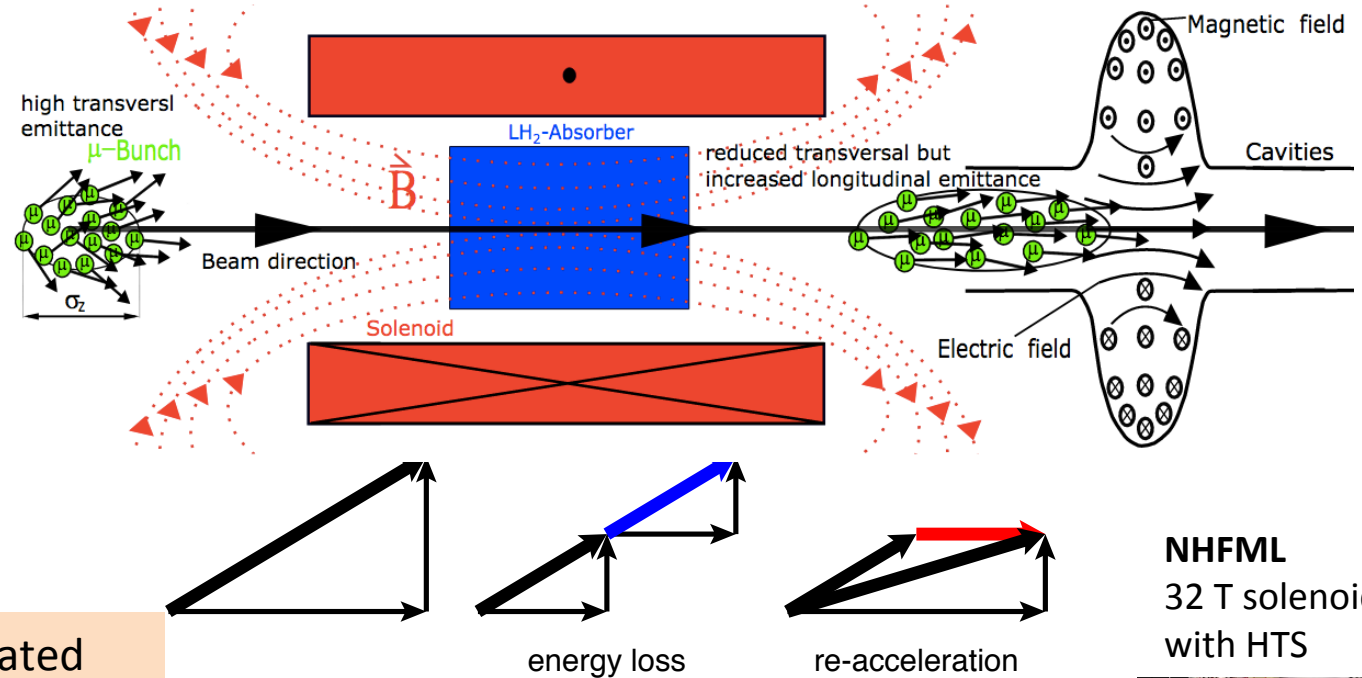 Magnetic field
high transversl
emittance
μ−Bunch
LH₂-Absorber
B
reduced transversal but
increased longitudinal emittance
Cavities
μ μ μ μ μ μ μ μ μ μ μ μ μ
μ μ μ μ μ μ μ μ μ μ μ μ μ
Beam direction
σz
Solenoid
Electric field
NHFML
32 T solenoi
with HTS
ated
energy loss
re-acceleration